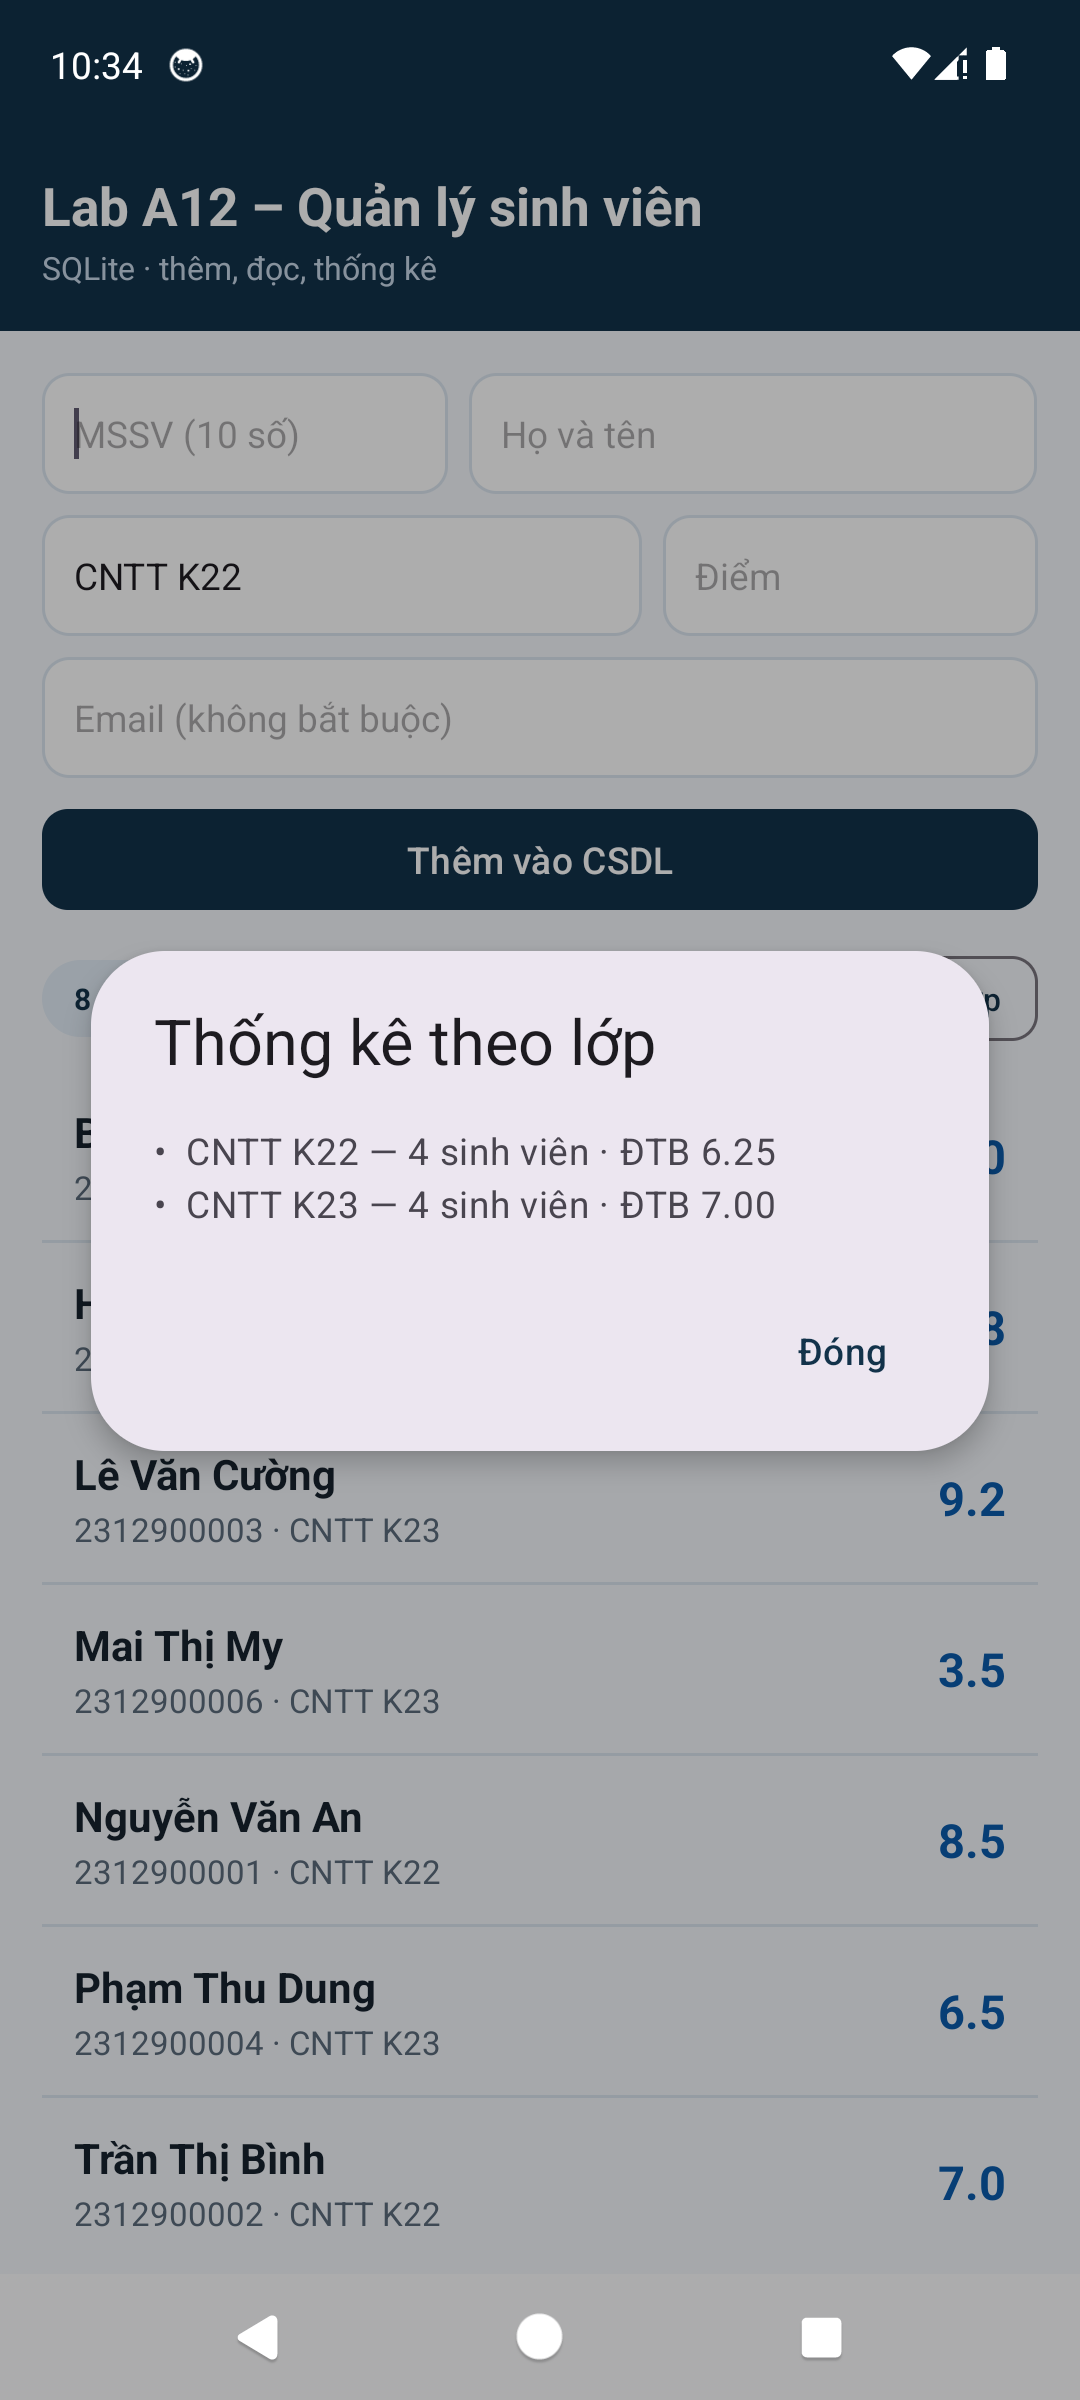 10:34
Lab A12 – Quản lý sinh viên
SQLite · thêm, đọc, thống kê
MSSV (10 số)
Họ và tên
CNTT K22
Điểm
Email (không bắt buộc)
Thêm vào CSDL
8
Thống kê theo lớp
• CNTT K22 — 4 sinh viên · ĐTB 6.25
• CNTT K23 — 4 sinh viên · ĐTB 7.00
Đóng
Lê Văn Cường
9.2
2312900003 · CNTT K23
Mai Thị My
3.5
2312900006 · CNTT K23
Nguyễn Văn An
8.5
2312900001 · CNTT K22
Phạm Thu Dung
6.5
2312900004 · CNTT K23
Trần Thị Bình
7.0
2312900002 · CNTT K22